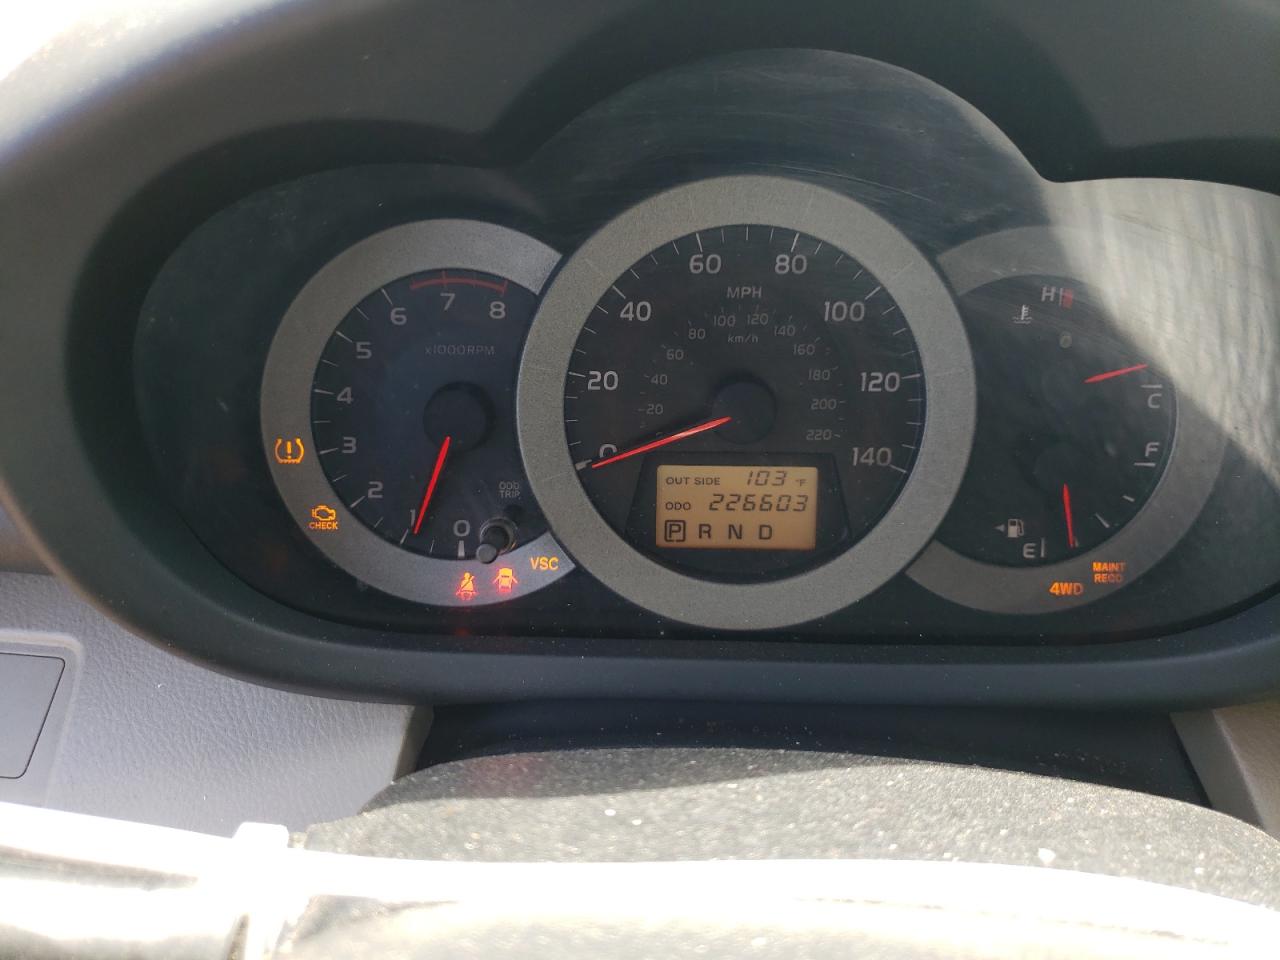 6 7 8
5
x1000RPM
4
3
2
1
0
CHECK
ODO
TRIP
VSC
60 80
40 MPH 100
100 120
80 140
km/h
60 160
20 120
40 180
20 200
0 220 140
OUT SIDE 103 °F
ODO 226603
P R N D
H
C
F
E
4WD
MAINT
REQD